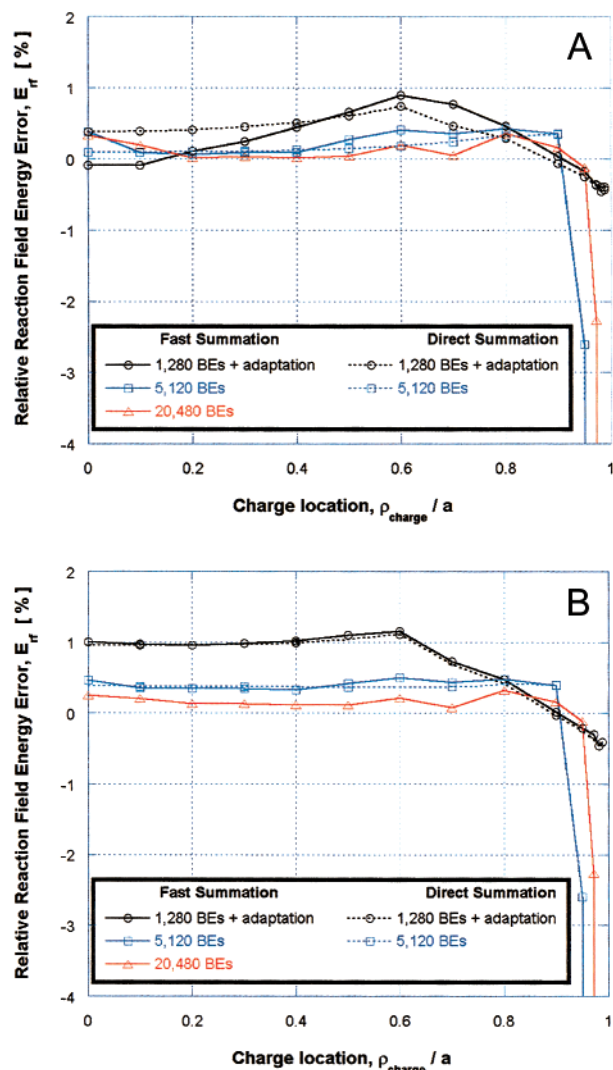 A
Relative Reaction Field Energy Error, E_rf [ % ]
2
1
0
-1
-2
-3
-4
Fast Summation Direct Summation
1,280 BEs + adaptation 1,280 BEs + adaptation
5,120 BEs 5,120 BEs
20,480 BEs
0 0.2 0.4 0.6 0.8 1
Charge location, ρ_charge / a
B
Relative Reaction Field Energy Error, E_rf [ % ]
2
1
0
-1
-2
-3
-4
Fast Summation Direct Summation
1,280 BEs + adaptation 1,280 BEs + adaptation
5,120 BEs 5,120 BEs
20,480 BEs
0 0.2 0.4 0.6 0.8 1
Charge location, ρ_charge / a